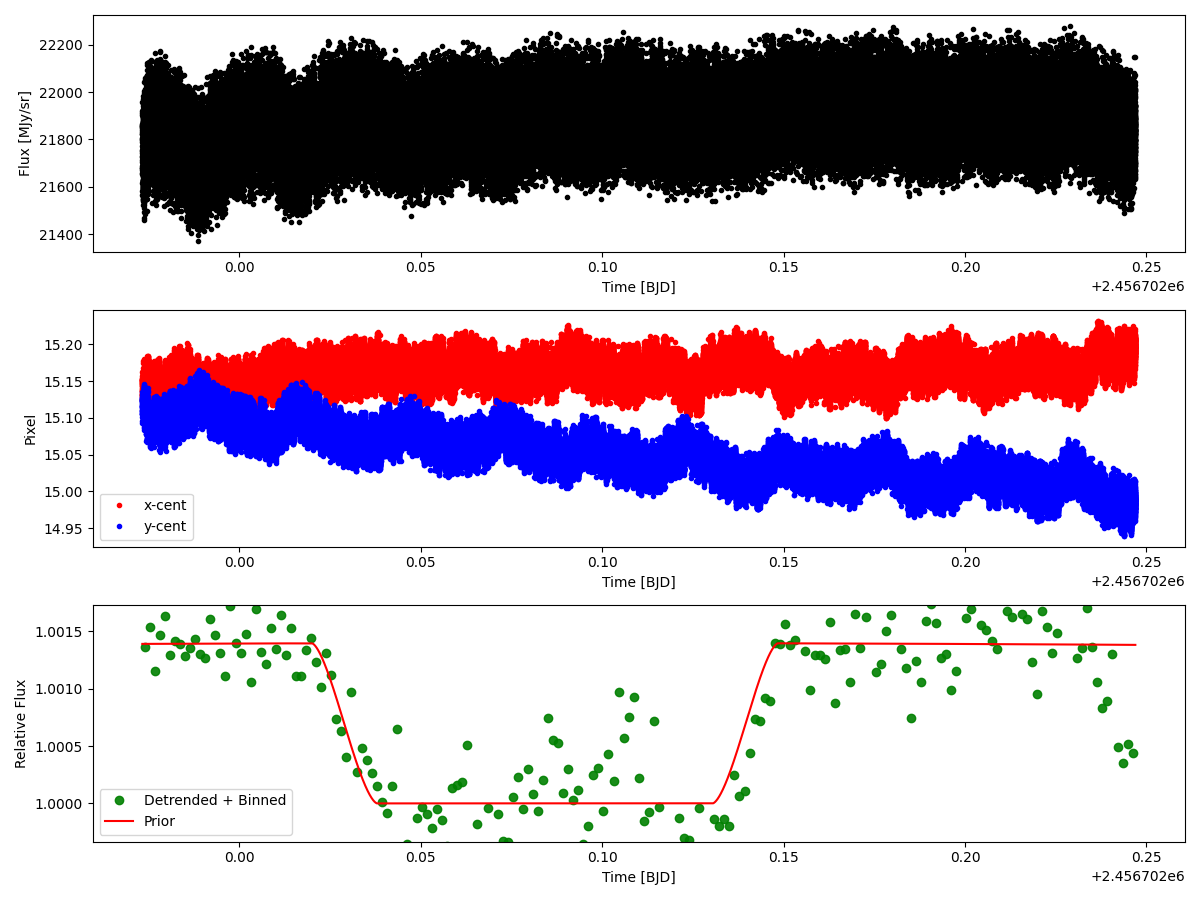 22200
22000
21800
21600
21400
Flux [MJy/sr]
0.00 0.05 0.10 0.15 0.20 0.25
Time [BJD]
+2.456702e6
15.20
15.15
15.10
15.05
15.00
14.95
Pixel
x-cent
y-cent
0.00 0.05 0.10 0.15 0.20 0.25
Time [BJD]
+2.456702e6
1.0015
1.0010
1.0005
1.0000
Relative Flux
Detrended + Binned
Prior
0.00 0.05 0.10 0.15 0.20 0.25
Time [BJD]
+2.456702e6